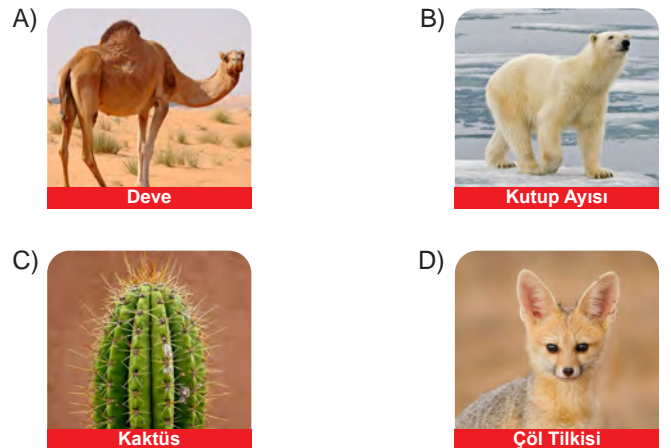 A)
Deve
B)
Kutup Ayısı
C)
Kaktüs
D)
Çöl Tilkisi